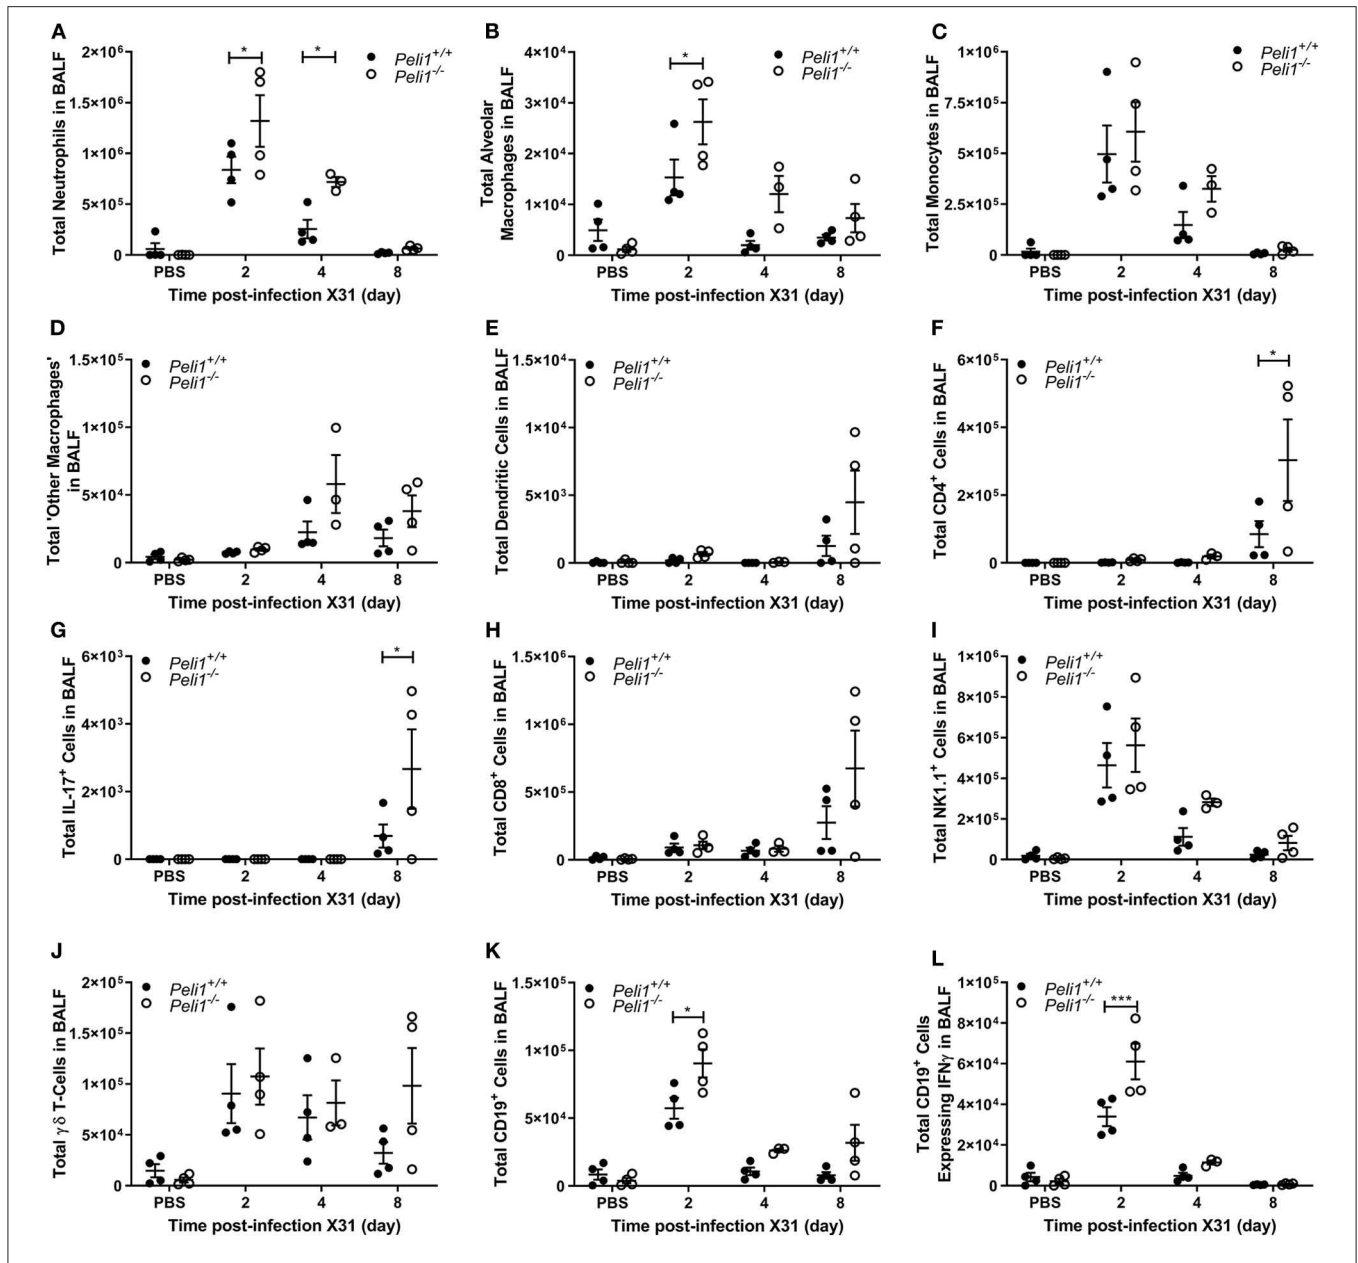 A
Total Neutrophils in BALF
2×10⁶
1.5×10⁶
1×10⁶
5×10⁵
0
* *
Peli1+/+
Peli1-/-
PBS 2 4 8
Time post-infection X31 (day)
B
Total Alveolar
Macrophages in BALF
4×10⁴
3×10⁴
2×10⁴
1×10⁴
0
*
Peli1+/+
Peli1-/-
PBS 2 4 8
Time post-infection X31 (day)
C
Total Monocytes in BALF
1×10⁶
7.5×10⁵
5×10⁵
2.5×10⁵
0
Peli1+/+
Peli1-/-
PBS 2 4 8
Time post-infection X31 (day)
D
Total 'Other Macrophages'
in BALF
1.5×10⁵
1×10⁵
5×10⁴
0
Peli1+/+
Peli1-/-
PBS 2 4 8
Time post-infection X31 (day)
E
Total Dendritic Cells in BALF
1.5×10⁴
1×10⁴
5×10³
0
Peli1+/+
Peli1-/-
PBS 2 4 8
Time post-infection X31 (day)
F
Total CD4⁺ Cells in BALF
6×10⁵
4×10⁵
2×10⁵
0
*
Peli1+/+
Peli1-/-
PBS 2 4 8
Time post-infection X31 (day)
G
Total IL-17⁺ Cells in BALF
6×10³
4×10³
2×10³
0
*
Peli1+/+
Peli1-/-
PBS 2 4 8
Time post-infection X31 (day)
H
Total CD8⁺ Cells in BALF
1.5×10⁶
1×10⁶
5×10⁵
0
Peli1+/+
Peli1-/-
PBS 2 4 8
Time post-infection X31 (day)
I
Total NK1.1⁺ Cells in BALF
1×10⁶
8×10⁵
6×10⁵
4×10⁵
2×10⁵
0
Peli1+/+
Peli1-/-
PBS 2 4 8
Time post-infection X31 (day)
J
Total γδ T-Cells in BALF
2×10⁵
1.5×10⁵
1×10⁵
5×10⁴
0
Peli1+/+
Peli1-/-
PBS 2 4 8
Time post-infection X31 (day)
K
Total CD19⁺ Cells in BALF
1.5×10⁵
1×10⁵
5×10⁴
0
*
Peli1+/+
Peli1-/-
PBS 2 4 8
Time post-infection X31 (day)
L
Total CD19⁺ Cells
Expressing IFNγ in BALF
1×10⁵
8×10⁴
6×10⁴
4×10⁴
2×10⁴
0
***
Peli1+/+
Peli1-/-
PBS 2 4 8
Time post-infection X31 (day)